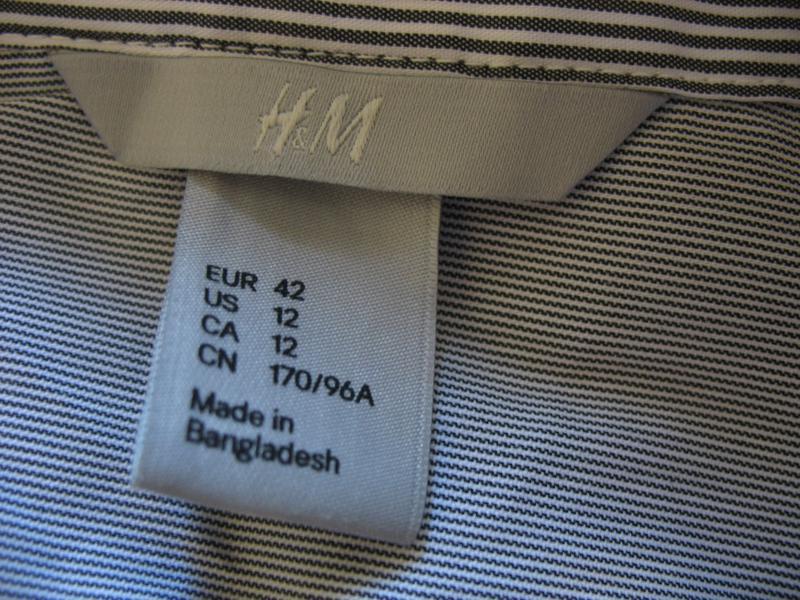 H&M
EUR 42
US 12
CA 12
CN 170/96A
Made in
Bangladesh